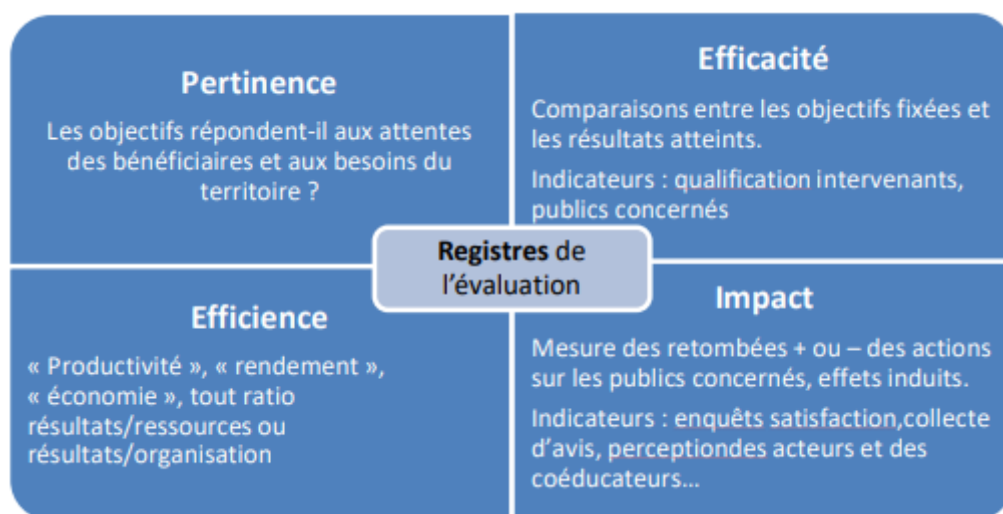 Pertinence
Les objectifs répondent-il aux attentes
des bénéficiaires et aux besoins du
territoire ?
Efficacité
Comparaisons entre les objectifs fixées et
les résultats atteints.
Indicateurs : qualification intervenants,
publics concernés
Registres de
l'évaluation
Efficience
« Productivité », « rendement »,
« économie », tout ratio
résultats/ressources ou
résultats/organisation
Impact
Mesure des retombées + ou – des actions
sur les publics concernés, effets induits.
Indicateurs : enquêts satisfaction,collecte
d'avis, perceptiondes acteurs et des
coéducateurs...